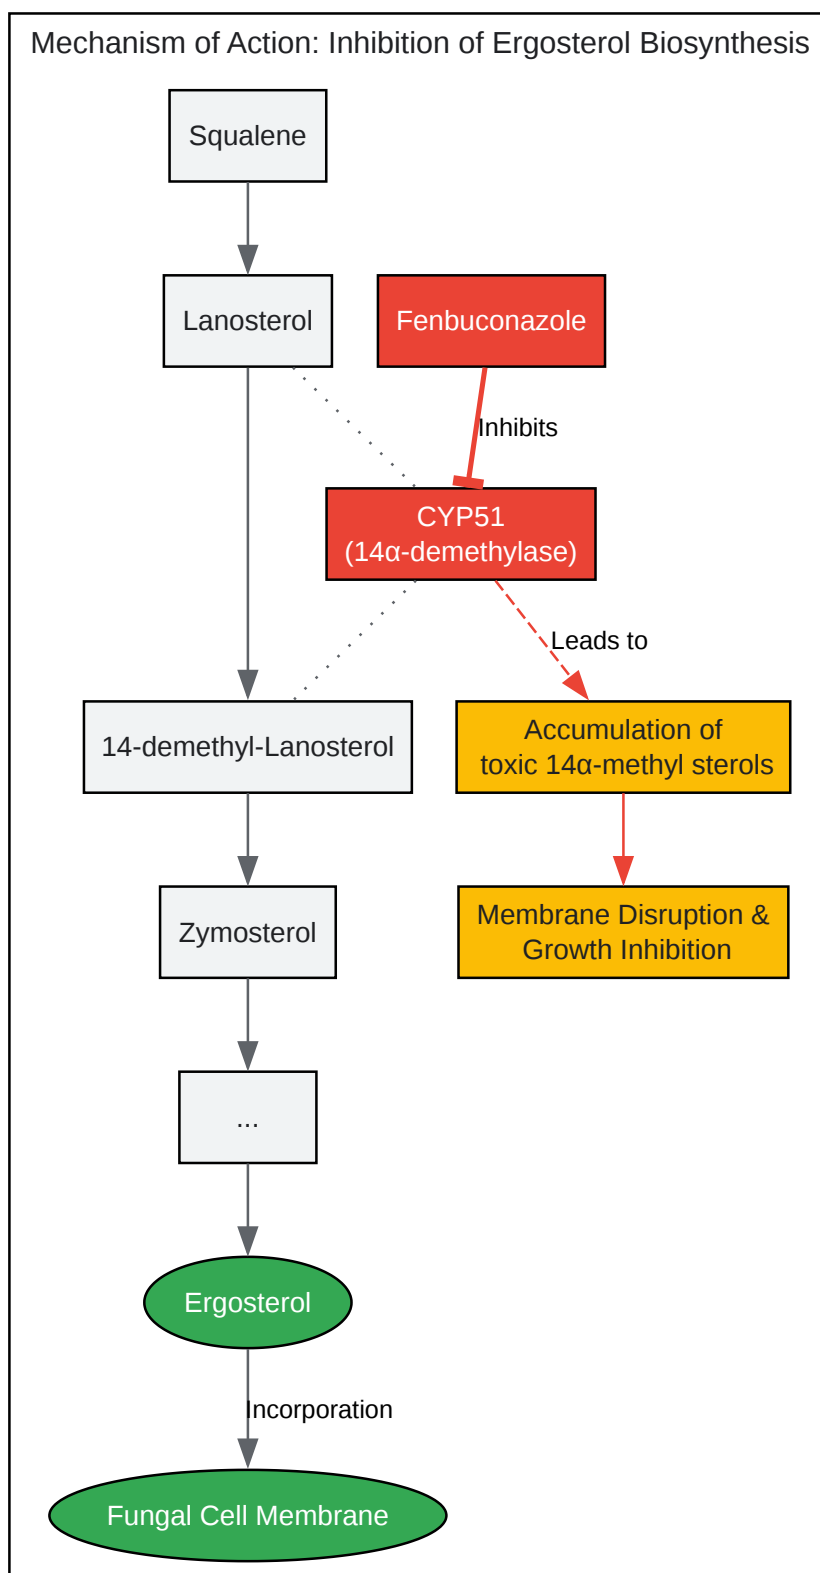 Mechanism of Action: Inhibition of Ergosterol Biosynthesis
Squalene
Lanosterol
Fenbuconazole
Inhibits
CYP51
(14α-demethylase)
Leads to
14-demethyl-Lanosterol
Accumulation of
toxic 14α-methyl sterols
Zymosterol
Membrane Disruption &
Growth Inhibition
...
Ergosterol
Incorporation
Fungal Cell Membrane